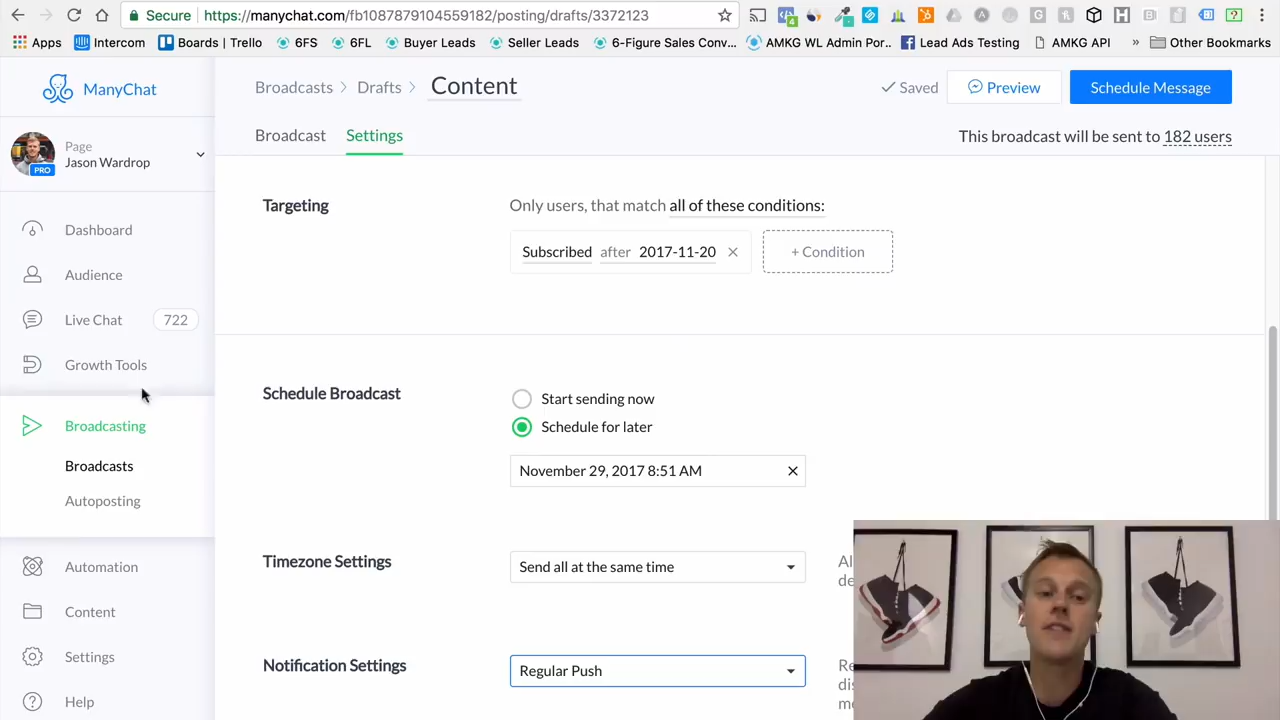 Secure https://manychat.com/fb1087879104559182/posting/drafts/3372123
4
Apps Intercom Boards | Trello 6FS 6FL Buyer Leads Seller Leads 6-Figure Sales Conv... AMKG WL Admin Por.. Lead Ads Testing AMKG API » Other Bookmarks
ManyChat
Broadcasts Drafts Content
Saved Preview Schedule Message
Broadcast Settings
This broadcast will be sent to 182 users
Page
Jason Wardrop
PRO
Dashboard
Audience
Live Chat 722
Growth Tools
Broadcasting
Broadcasts
Autoposting
Automation
Content
Settings
Help
Targeting
Only users, that match all of these conditions:
Subscribed after 2017-11-20 + Condition
Schedule Broadcast
Start sending now
Schedule for later
November 29, 2017 8:51 AM
Timezone Settings
Send all at the same time
Notification Settings
Regular Push